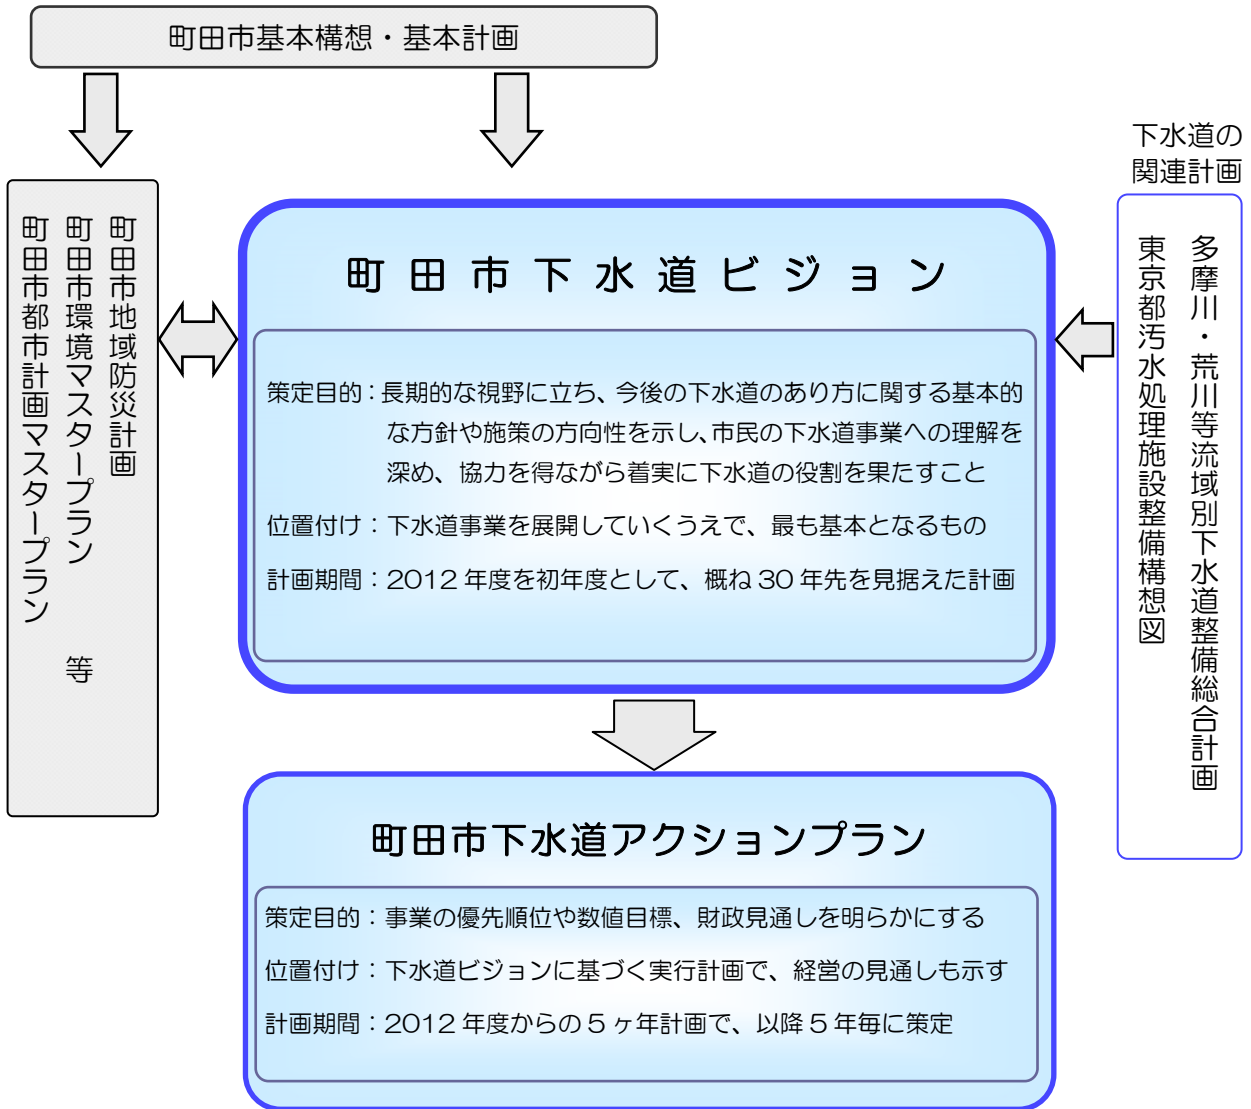 町田市基本構想・基本計画
下水道の
関連計画
町田市地域防災計画
町田市環境マスタープラン 等
町田市都市計画マスタープラン
町田市下水道ビジョン
策定目的：長期的な視野に立ち、今後の下水道のあり方に関する基本的
な方針や施策の方向性を示し、市民の下水道事業への理解を
深め、協力を得ながら着実に下水道の役割を果たすこと
位置付け：下水道事業を展開していくうえで、最も基本となるもの
計画期間：2012 年度を初年度として、概ね 30 年先を見据えた計画
多摩川・荒川等流域別下水道整備総合計画
東京都汚水処理施設整備構想図
町田市下水道アクションプラン
策定目的：事業の優先順位や数値目標、財政見通しを明らかにする
位置付け：下水道ビジョンに基づく実行計画で、経営の見通しも示す
計画期間：2012 年度からの 5 ヶ年計画で、以降 5 年毎に策定